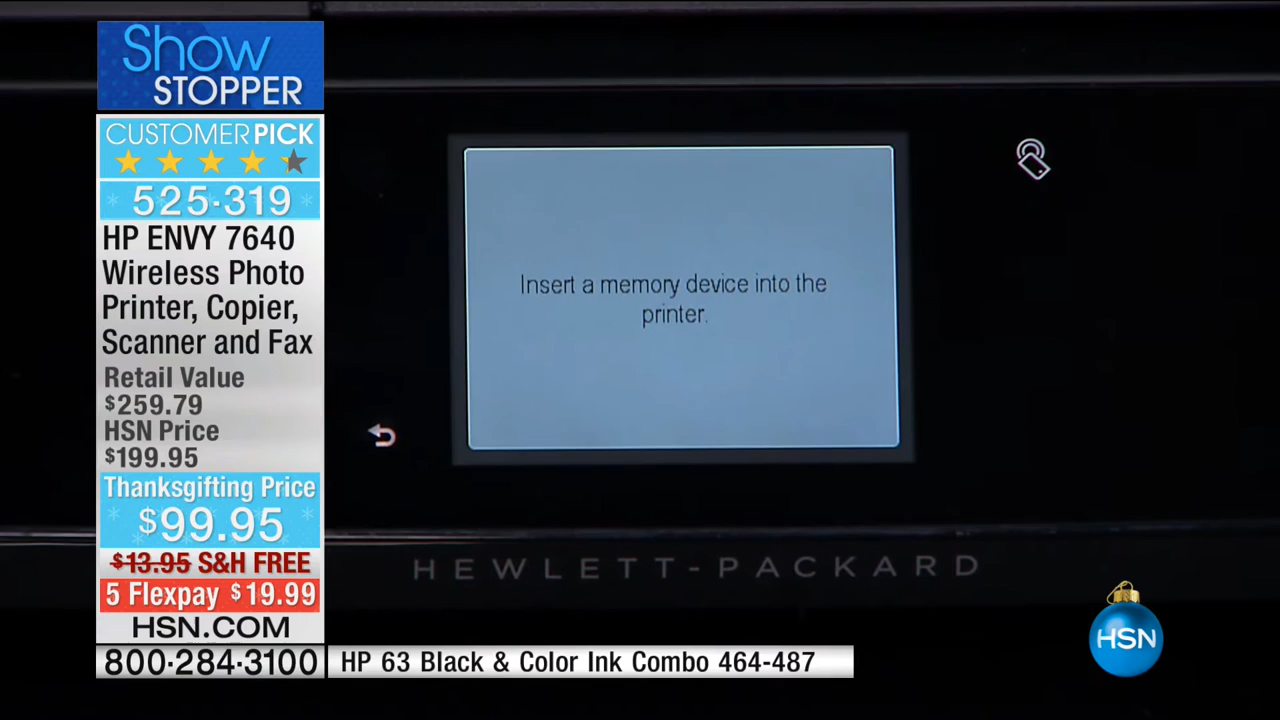 Show
STOPPER
CUSTOMER PICK
525·319
HP ENVY 7640
Wireless Photo
Printer, Copier,
Scanner and Fax
Retail Value
$259.79
HSN Price
$199.95
Thanksgifting Price
$99.95
$13.95 S&H FREE
5 Flexpay $19.99
HSN.COM
800·284·3100
HP 63 Black & Color Ink Combo 464-487
Insert a memory device into the
printer.
HEWLETT-PACKARD
HSN